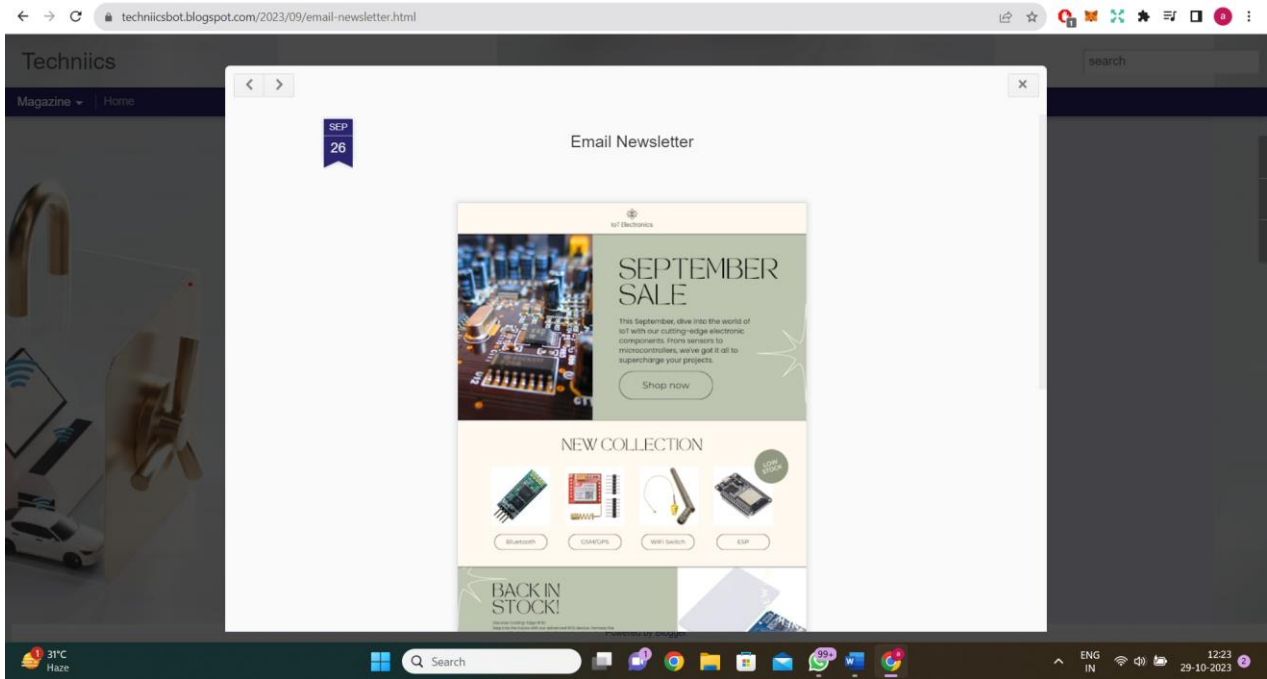 techniicsbot.blogspot.com/2023/09/email-newsletter.html
Techniics
search
Magazine
Home
SEP
26
Email Newsletter
IoT Electronics
SEPTEMBER
SALE
This September, dive into the world of
IoT with our cutting-edge electronic
components. From sensors to
microcontrollers, we've got it all to
supercharge your projects.
Shop now
NEW COLLECTION
LOW
STOCK
Bluetooth
GSM/GPS
WiFi Switch
ESP
BACK IN
STOCK!
Powered by Blogger
1
31°C
Haze
Search
1
99+
ENG
IN
12:23
29-10-2023
2